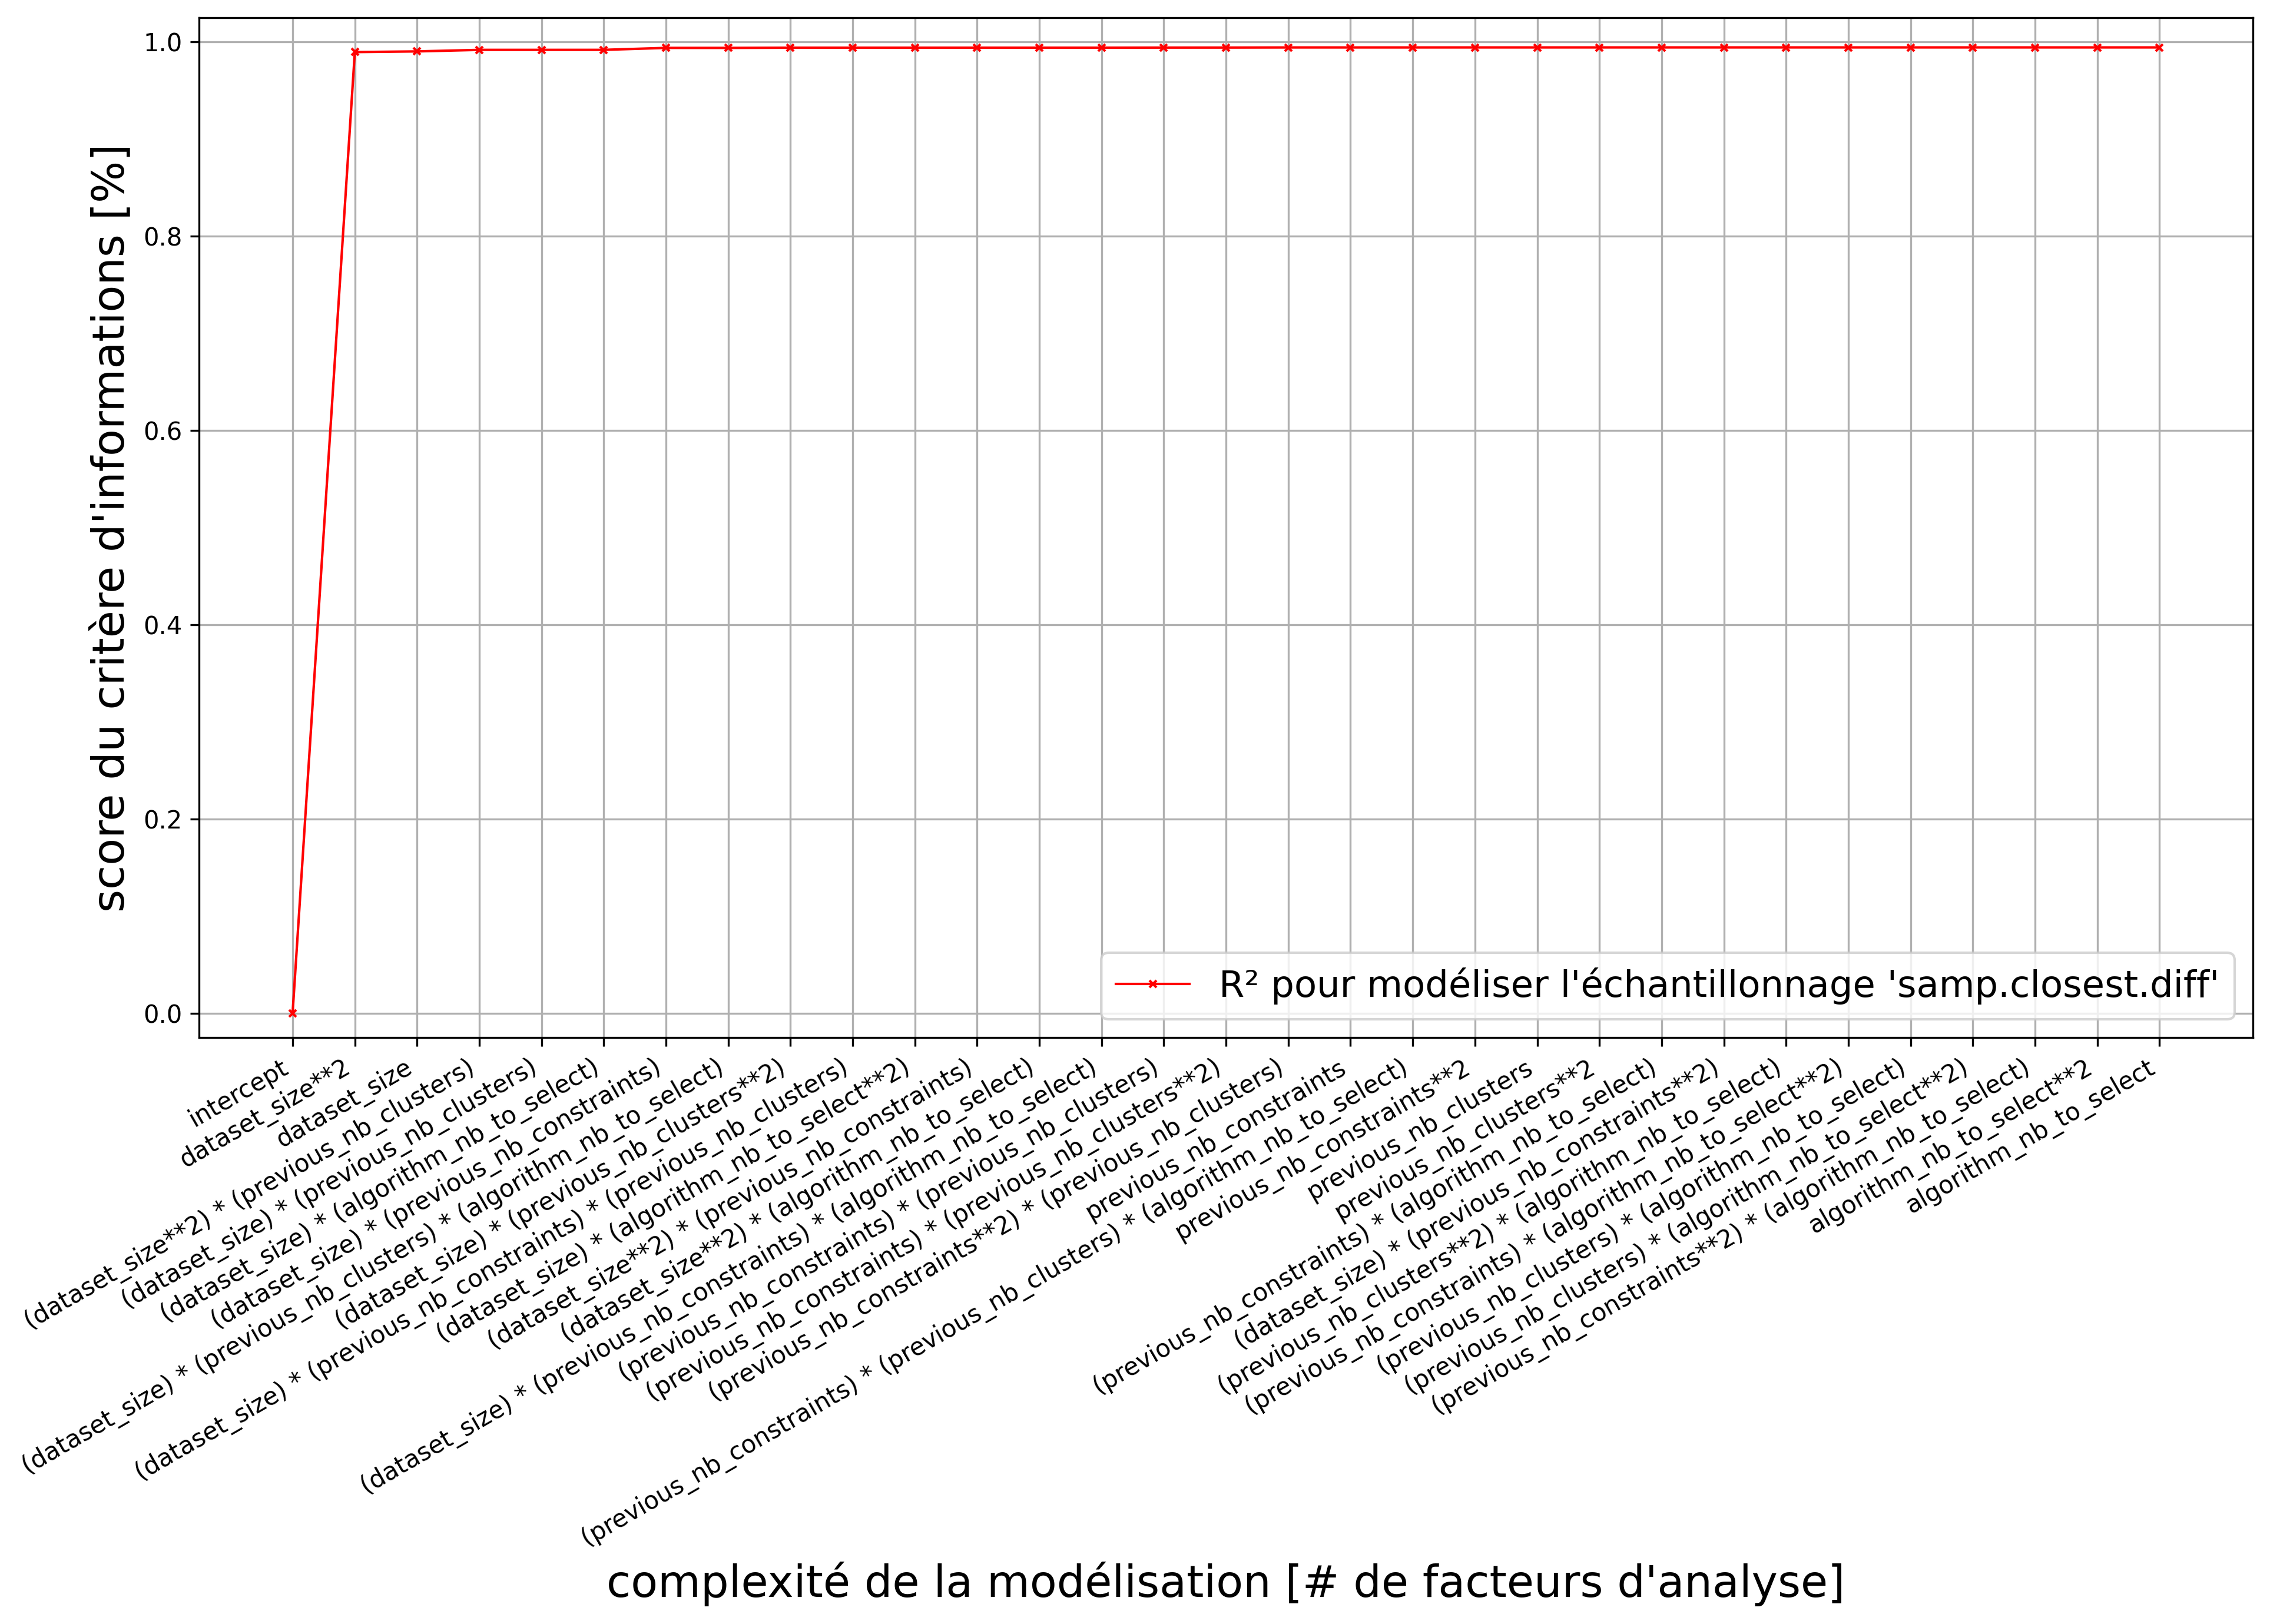 score du critère d'informations [%]
1.0
0.8
0.6
0.4
0.2
0.0
R² pour modéliser l'échantillonnage 'samp.closest.diff'
intercept
dataset_size**2
dataset_size
(dataset_size**2) * (previous_nb_clusters)
(dataset_size) * (previous_nb_clusters)
(dataset_size) * (algorithm_nb_to_select)
(dataset_size) * (previous_nb_constraints)
(dataset_size) * (previous_nb_clusters) * (algorithm_nb_to_select)
(dataset_size) * (previous_nb_clusters**2)
(dataset_size) * (previous_nb_constraints) * (previous_nb_clusters)
(dataset_size) * (algorithm_nb_to_select**2)
(dataset_size**2) * (previous_nb_constraints)
(dataset_size**2) * (algorithm_nb_to_select)
(dataset_size) * (previous_nb_constraints) * (algorithm_nb_to_select)
(previous_nb_constraints) * (previous_nb_clusters)
(previous_nb_constraints) * (previous_nb_clusters**2)
(previous_nb_constraints**2) * (previous_nb_clusters)
previous_nb_constraints
(previous_nb_constraints) * (previous_nb_clusters) * (algorithm_nb_to_select)
previous_nb_constraints**2
previous_nb_clusters
previous_nb_clusters**2
(previous_nb_constraints) * (algorithm_nb_to_select)
(dataset_size) * (previous_nb_constraints**2)
(previous_nb_clusters**2) * (algorithm_nb_to_select)
(previous_nb_constraints) * (algorithm_nb_to_select**2)
(previous_nb_clusters) * (algorithm_nb_to_select)
(previous_nb_clusters) * (algorithm_nb_to_select**2)
(previous_nb_constraints**2) * (algorithm_nb_to_select)
algorithm_nb_to_select**2
algorithm_nb_to_select
complexité de la modélisation [# de facteurs d'analyse]